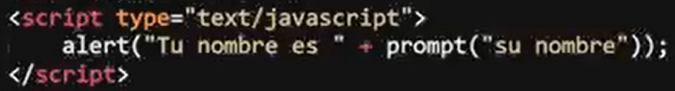 <script type="text/javascript">
alert("Tu nombre es " + prompt("su nombre"));
</script>